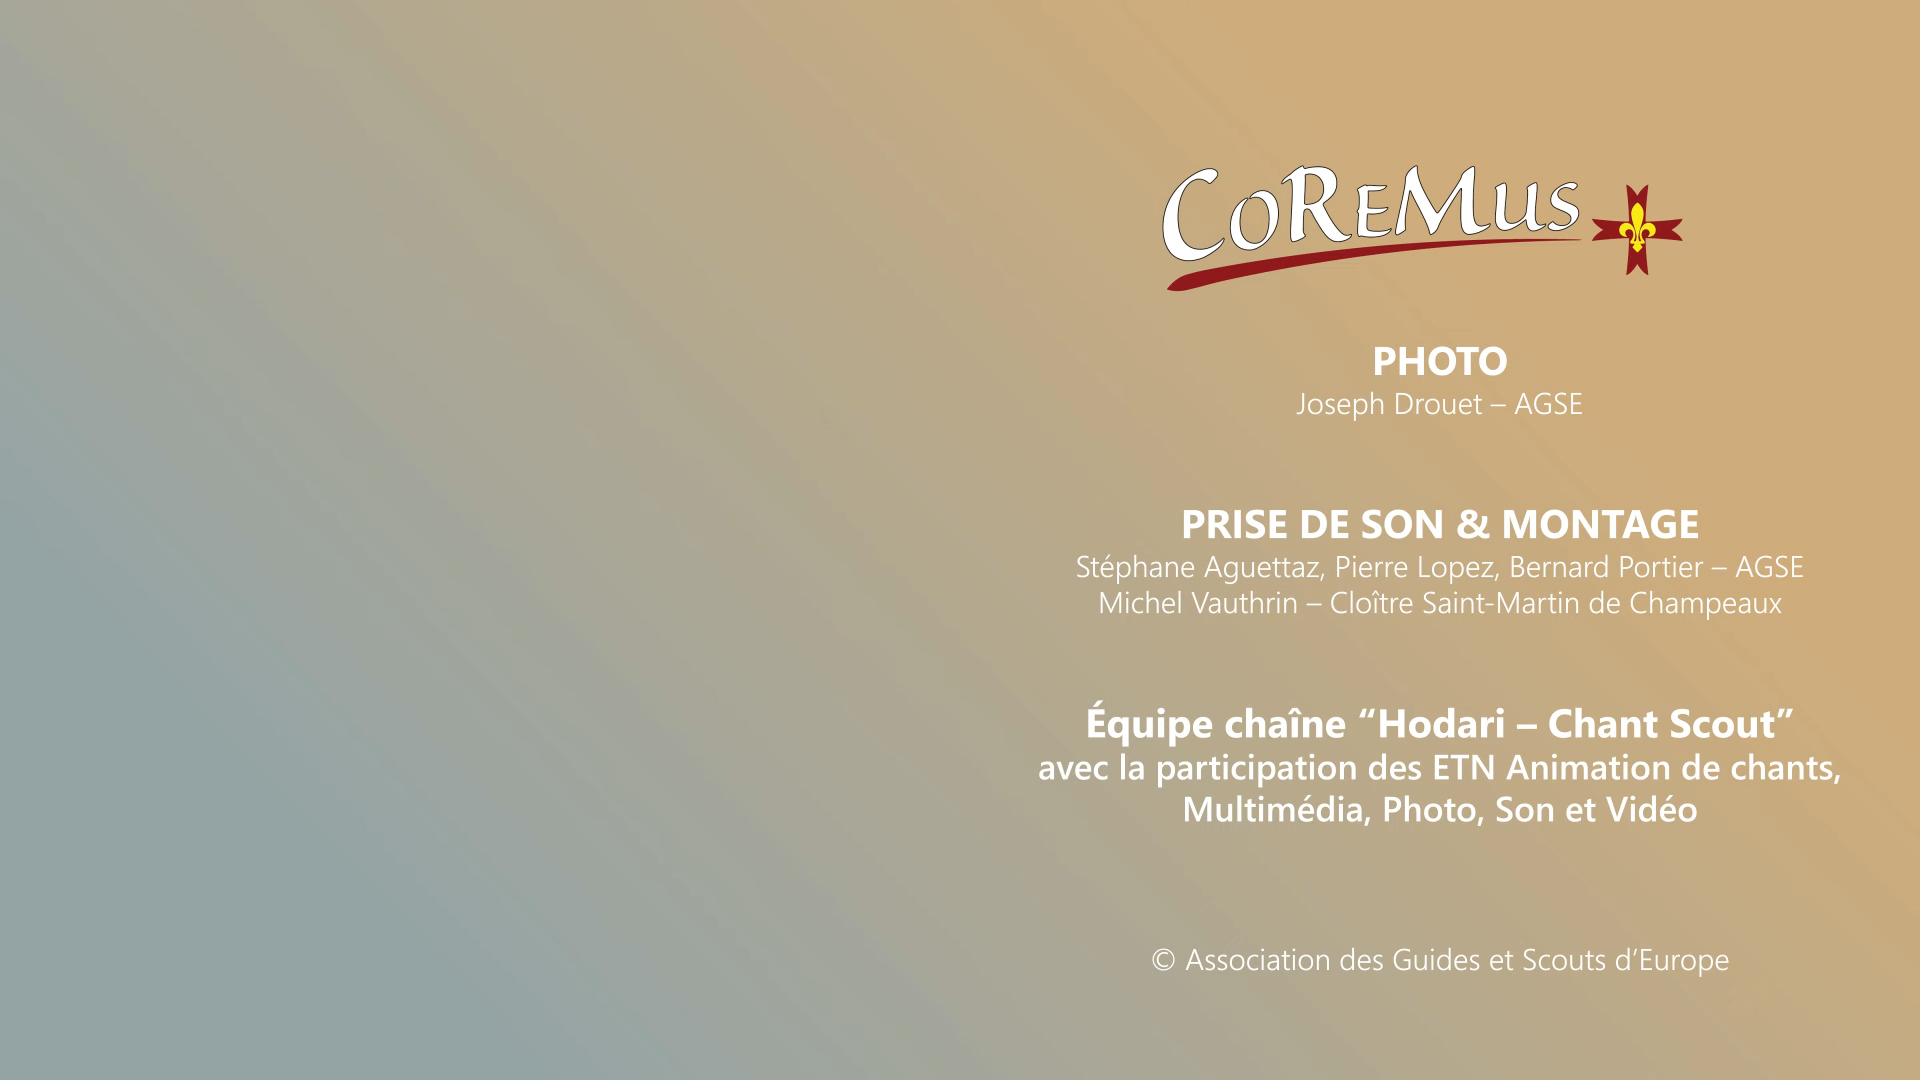 CoReMus
PHOTO
Joseph Drouet – AGSE
PRISE DE SON & MONTAGE
Stéphane Aguettaz, Pierre Lopez, Bernard Portier – AGSE
Michel Vauthrin – Cloître Saint-Martin de Champeaux
Équipe chaîne “Hodari – Chant Scout”
avec la participation des ETN Animation de chants,
Multimédia, Photo, Son et Vidéo
© Association des Guides et Scouts d’Europe